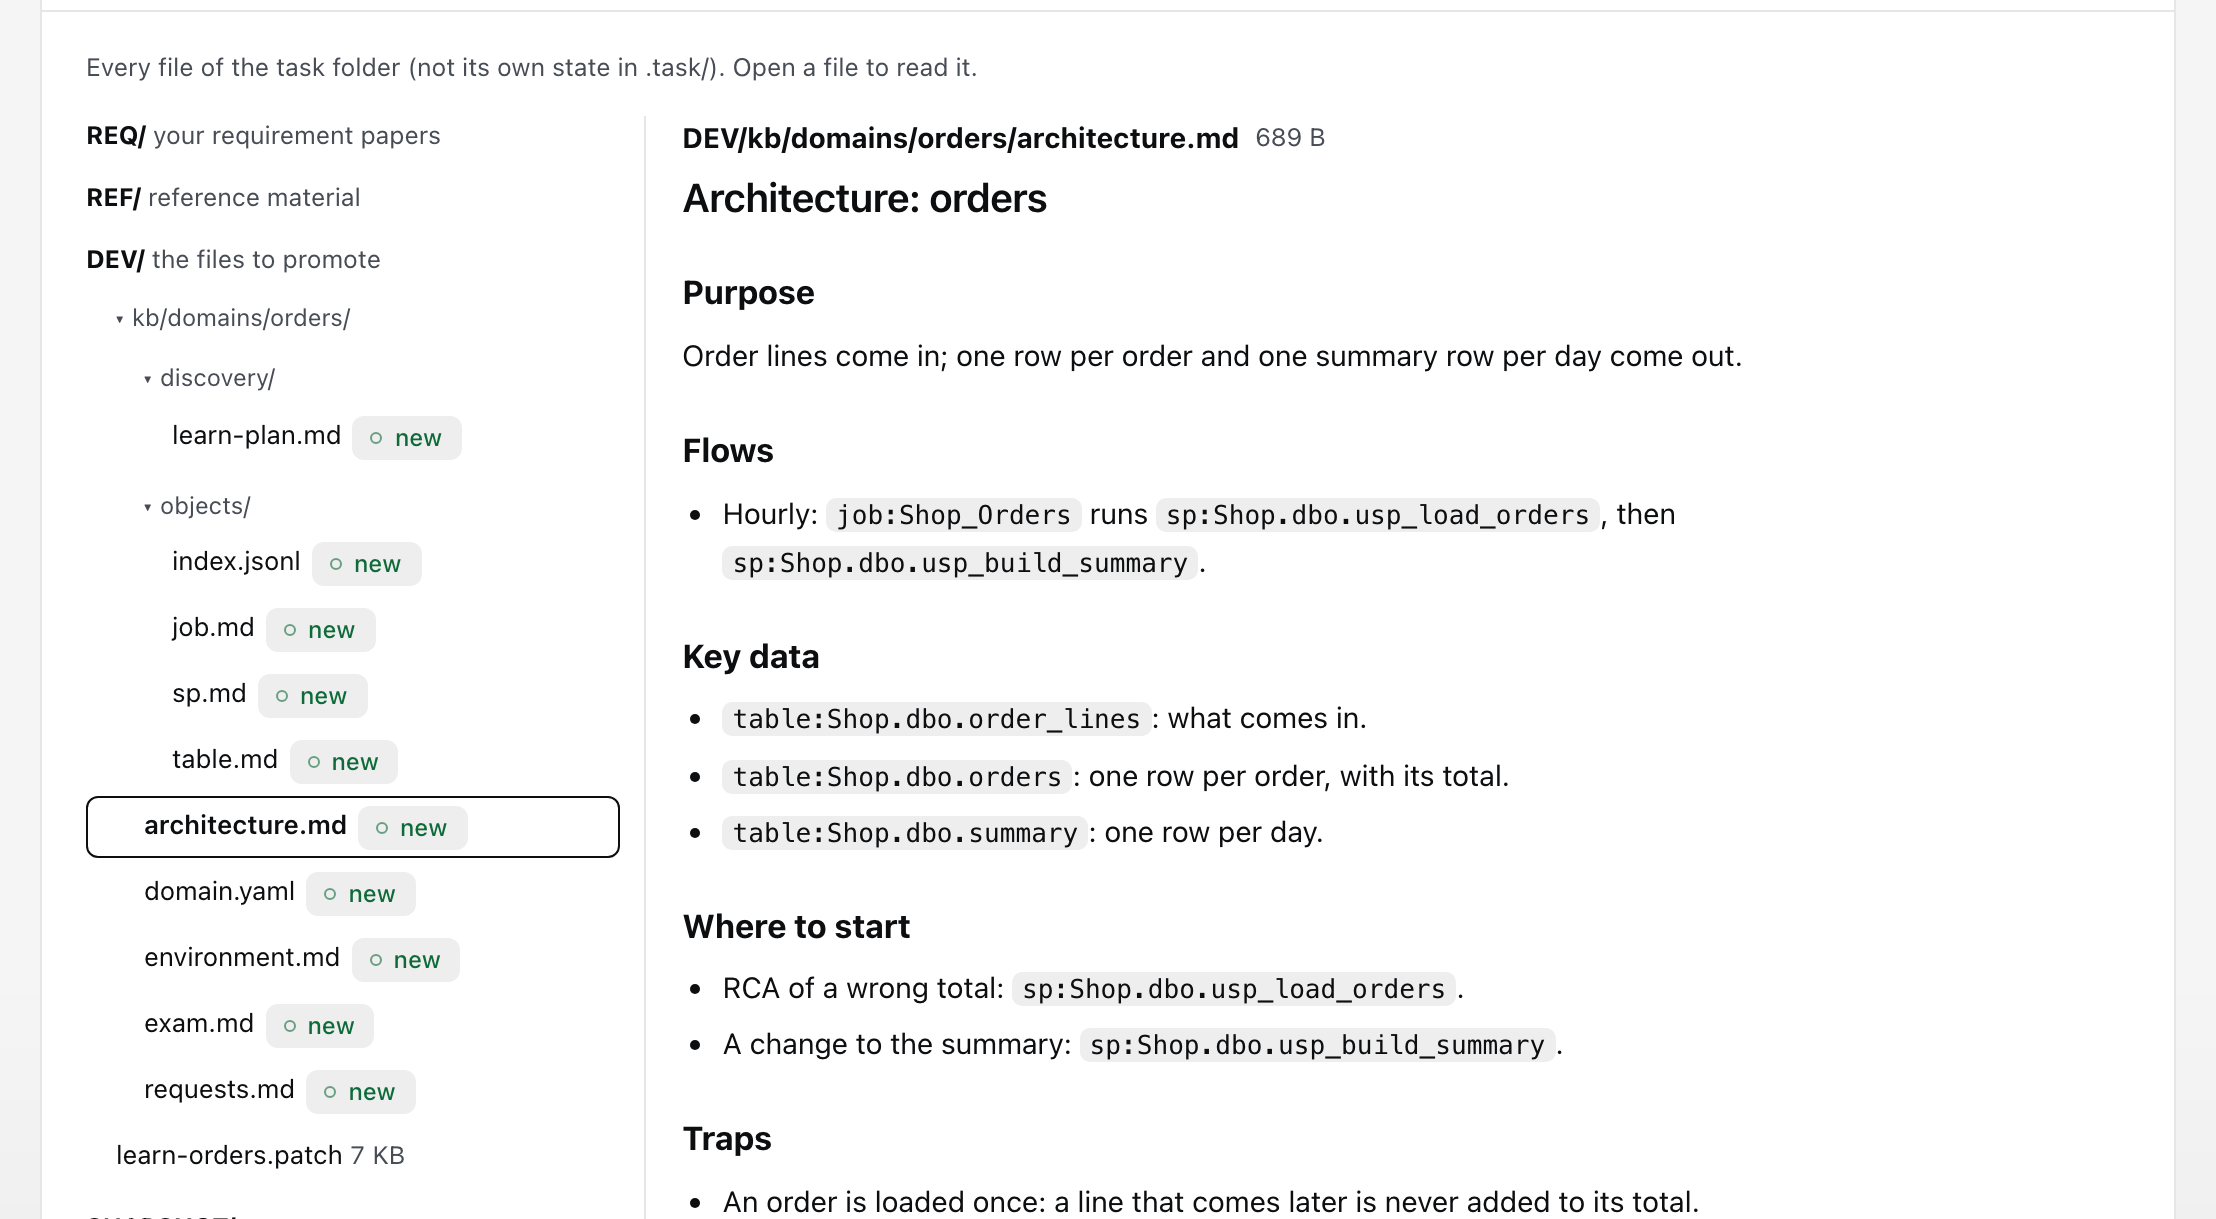 Every file of the task folder (not its own state in .task/). Open a file to read it.
REQ/ your requirement papers
REF/ reference material
DEV/ the files to promote
▾ kb/domains/orders/
▾ discovery/
learn-plan.md ○ new
▾ objects/
index.jsonl ○ new
job.md ○ new
sp.md ○ new
table.md ○ new
architecture.md ○ new
domain.yaml ○ new
environment.md ○ new
exam.md ○ new
requests.md ○ new
learn-orders.patch 7 KB
DEV/kb/domains/orders/architecture.md 689 B
Architecture: orders
Purpose
Order lines come in; one row per order and one summary row per day come out.
Flows
• Hourly: job:Shop_Orders runs sp:Shop.dbo.usp_load_orders, then
sp:Shop.dbo.usp_build_summary.
Key data
• table:Shop.dbo.order_lines: what comes in.
• table:Shop.dbo.orders: one row per order, with its total.
• table:Shop.dbo.summary: one row per day.
Where to start
• RCA of a wrong total: sp:Shop.dbo.usp_load_orders.
• A change to the summary: sp:Shop.dbo.usp_build_summary.
Traps
• An order is loaded once: a line that comes later is never added to its total.